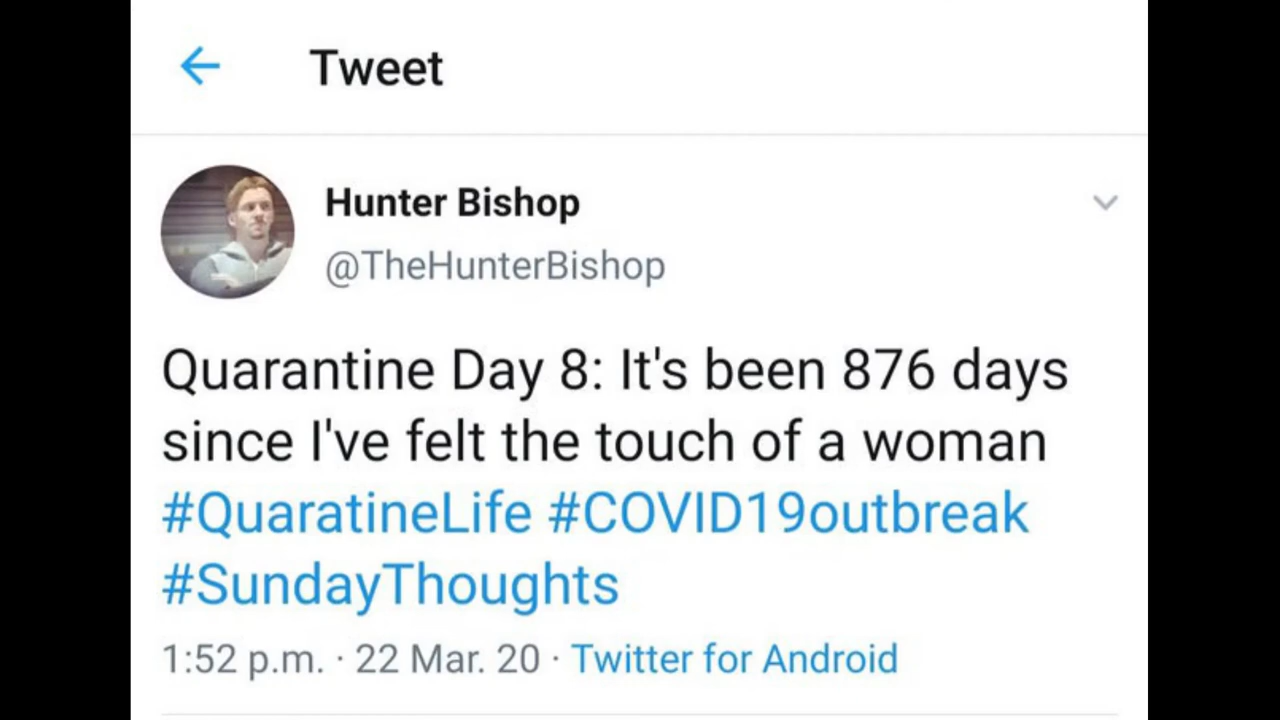 Tweet
Hunter Bishop
@TheHunterBishop
Quarantine Day 8: It's been 876 days
since I've felt the touch of a woman
#QuaratineLife #COVID19outbreak
#SundayThoughts
1:52 p.m. · 22 Mar. 20 · Twitter for Android